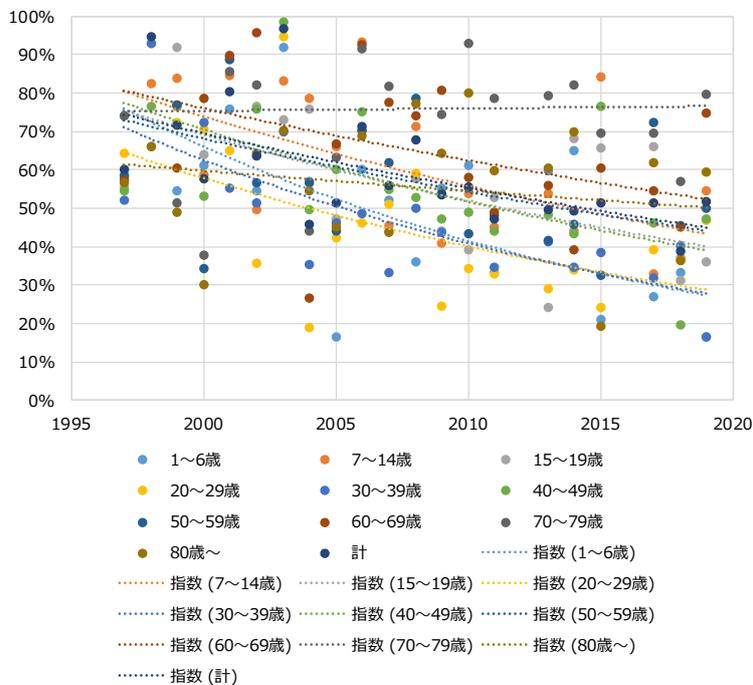 100%
90%
80%
70%
60%
50%
40%
30%
20%
10%
0%
1995 2000 2005 2010 2015 2020
1～6歳 7～14歳 15～19歳
20～29歳 30～39歳 40～49歳
50～59歳 60～69歳 70～79歳
80歳～ 計 指数 (1～6歳)
指数 (7～14歳) 指数 (15～19歳) 指数 (20～29歳)
指数 (30～39歳) 指数 (40～49歳) 指数 (50～59歳)
指数 (60～69歳) 指数 (70～79歳) 指数 (80歳～)
指数 (計)